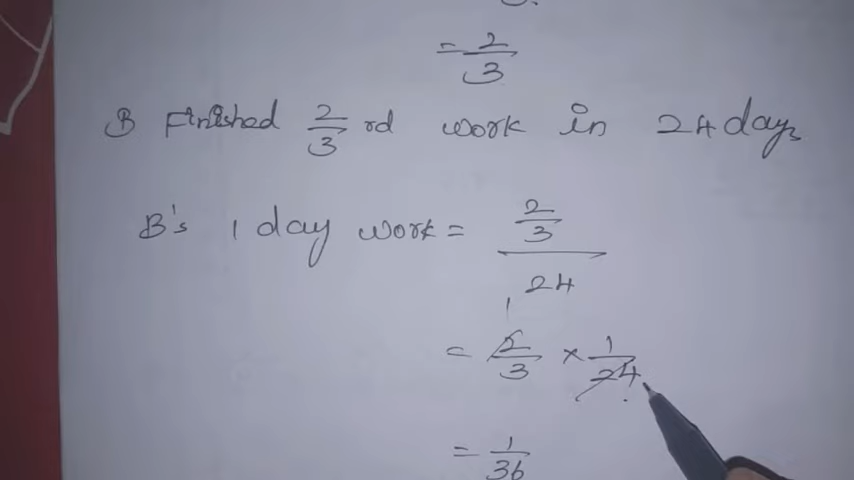 = 2/3
B Finished 2/3 rd work in 24 days
B's 1 day work = 2/3 / 24
= 2/3 × 1/24
1
= 1/36